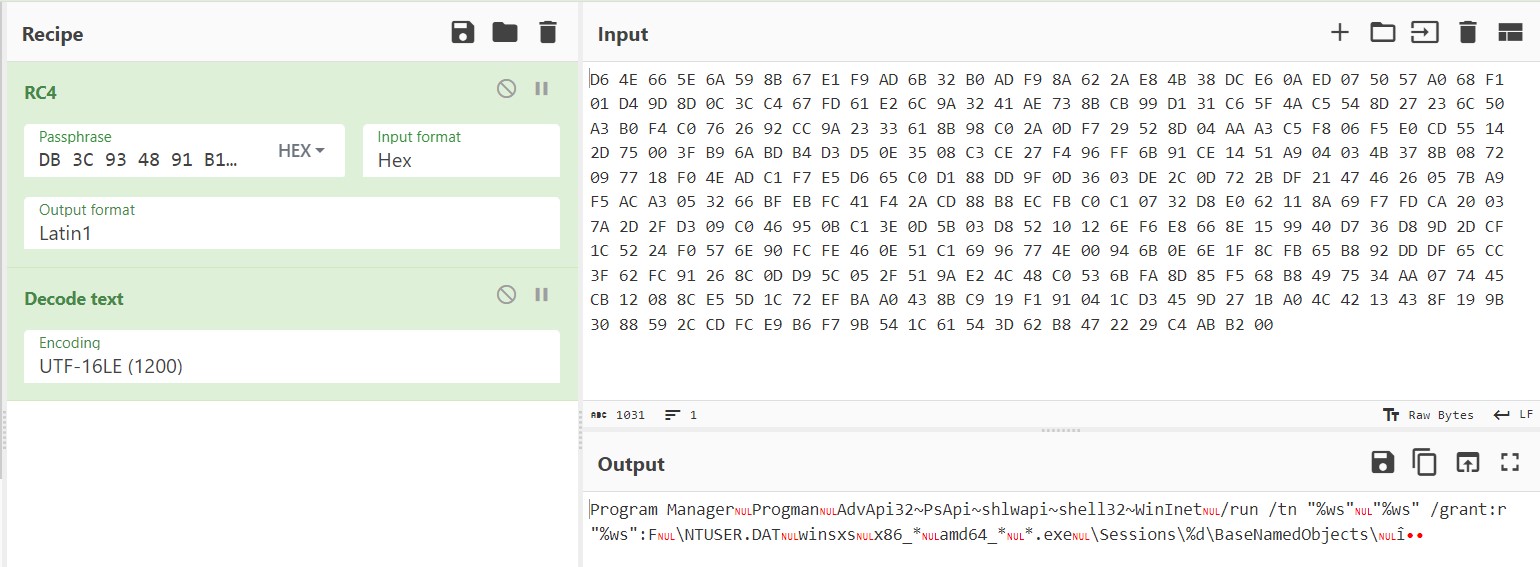 Recipe
RC4
Passphrase
DB 3C 93 48 91 B1...
HEX
Input format
Hex
Output format
Latin1
Decode text
Encoding
UTF-16LE (1200)
Input
D6 4E 66 5E 6A 59 8B 67 E1 F9 AD 6B 32 B0 AD F9 8A 62 2A E8 4B 38 DC E6 0A ED 07 50 57 A0 68 F1
01 D4 9D 8D 0C 3C C4 67 FD 61 E2 6C 9A 32 41 AE 73 8B CB 99 D1 31 C6 5F 4A C5 54 8D 27 23 6C 50
A3 B0 F4 C0 76 26 92 CC 9A 23 33 61 8B 98 C0 2A 0D F7 29 52 8D 04 AA A3 C5 F8 06 F5 E0 CD 55 14
2D 75 00 3F B9 6A BD B4 D3 D5 0E 35 08 C3 CE 27 F4 96 FF 6B 91 CE 14 51 A9 04 03 4B 37 8B 08 72
09 77 18 F0 4E AD C1 F7 E5 D6 65 C0 D1 88 DD 9F 0D 36 03 DE 2C 0D 72 2B DF 21 47 46 26 05 7B A9
F5 AC A3 05 32 66 BF EB FC 41 F4 2A CD 88 B8 EC FB C0 C1 07 32 D8 E0 62 11 8A 69 F7 FD CA 20 03
7A 2D 2F D3 09 C0 46 95 0B C1 3E 0D 5B 03 D8 52 10 12 6E F6 E8 66 8E 15 99 40 D7 36 D8 9D 2D CF
1C 52 24 F0 57 6E 90 FC FE 46 0E 51 C1 69 96 77 4E 00 94 6B 0E 6E 1F 8C FB 65 B8 92 DD DF 65 CC
3F 62 FC 91 26 8C 0D D9 5C 05 2F 51 9A E2 4C 48 C0 53 6B FA 8D 85 F5 68 B8 49 75 34 AA 07 74 45
CB 12 08 8C E5 5D 1C 72 EF BA A0 43 8B C9 19 F1 91 04 1C D3 45 9D 27 1B A0 4C 42 13 43 8F 19 9B
30 88 59 2C CD FC E9 B6 F7 9B 54 1C 61 54 3D 62 B8 47 22 29 C4 AB B2 00
ABC 1031 1 Tт Raw Bytes LF
Output
Program ManagerNULProgmanNULAdvApi32~PsApi~shlwapi~shell32~WinInetNUL/run /tn "%ws"NUL"%ws" /grant:r
"%ws":FNUL\NTUSER.DATNULwinsxsNULx86_*NULamd64_*NUL*.exeNUL\Sessions\%d\BaseNamedObjects\NULî••